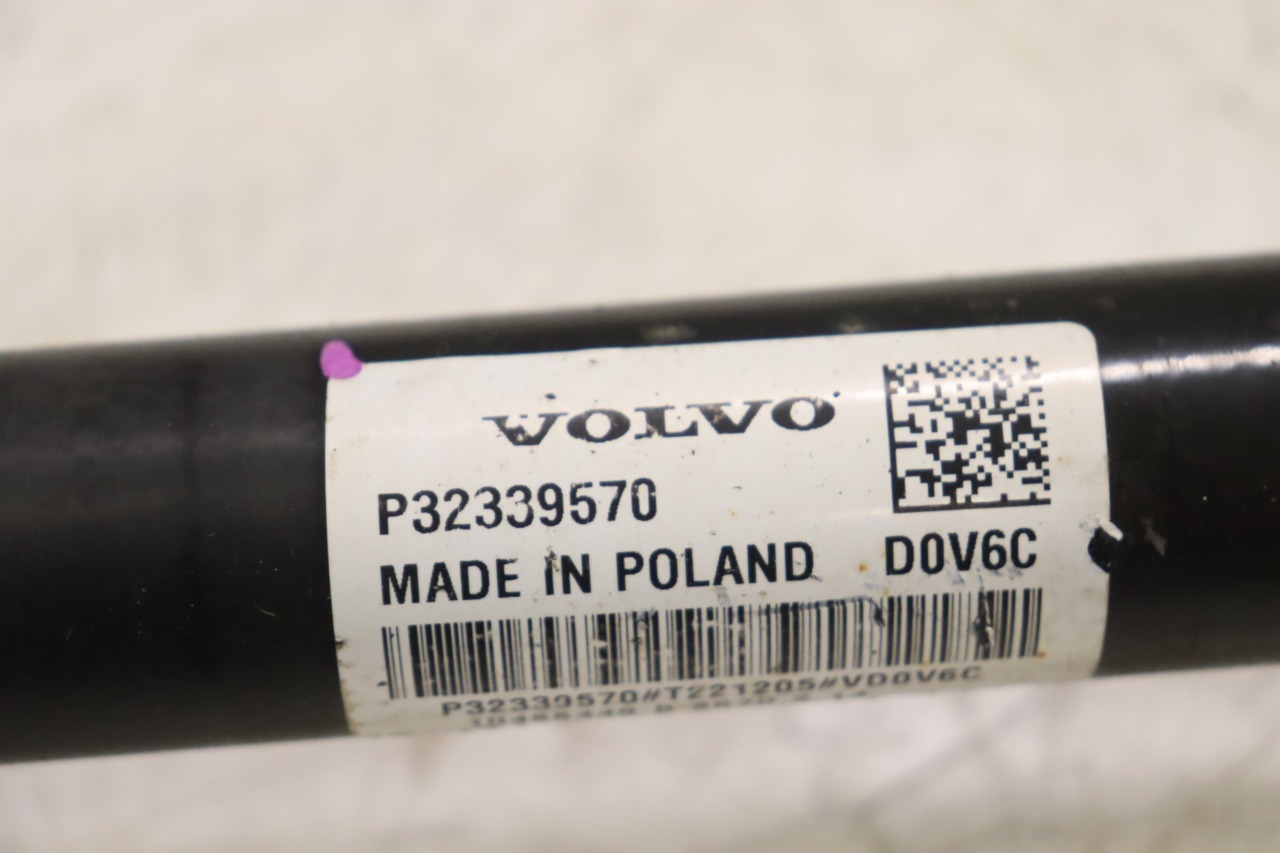 VOLVO
P32339570
MADE IN POLAND D0V6C
P32339570#T221205#VD0V6C